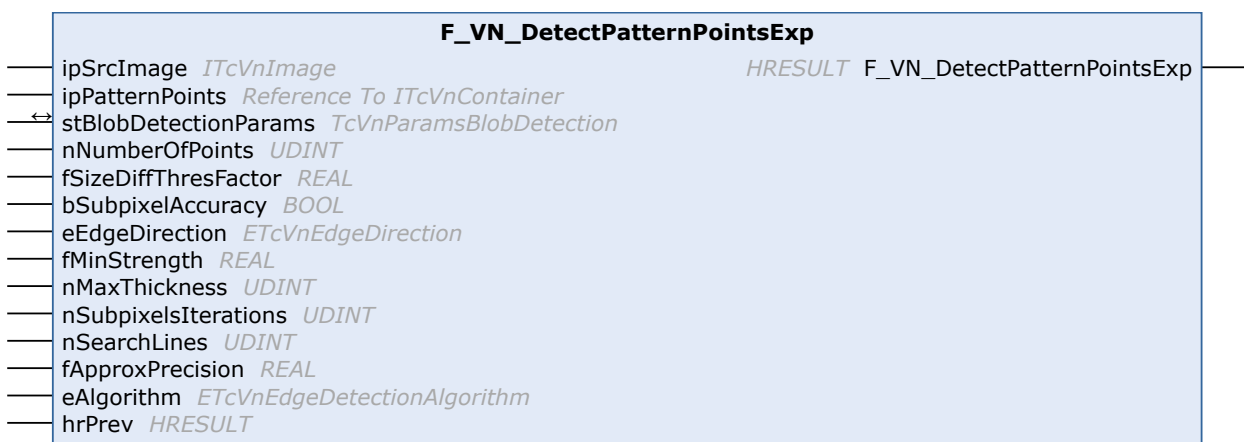 F_VN_DetectPatternPointsExp
ipSrcImage ITcVnImage HRESULT F_VN_DetectPatternPointsExp
ipPatternPoints Reference To ITcVnContainer
↔ stBlobDetectionParams TcVnParamsBlobDetection
nNumberOfPoints UDINT
fSizeDiffThresFactor REAL
bSubpixelAccuracy BOOL
eEdgeDirection ETcVnEdgeDirection
fMinStrength REAL
nMaxThickness UDINT
nSubpixelsIterations UDINT
nSearchLines UDINT
fApproxPrecision REAL
eAlgorithm ETcVnEdgeDetectionAlgorithm
hrPrev HRESULT